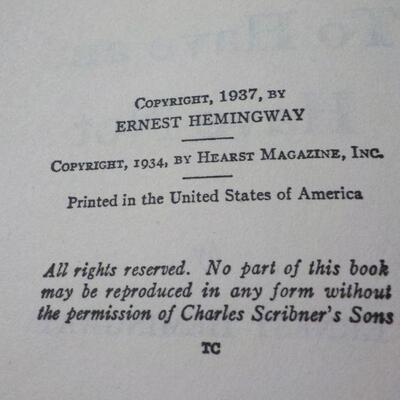 COPYRIGHT, 1937, BY
ERNEST HEMINGWAY
COPYRIGHT, 1934, BY HEARST MAGAZINE, INC.
Printed in the United States of America
All rights reserved. No part of this book
may be reproduced in any form without
the permission of Charles Scribner's Sons
TC